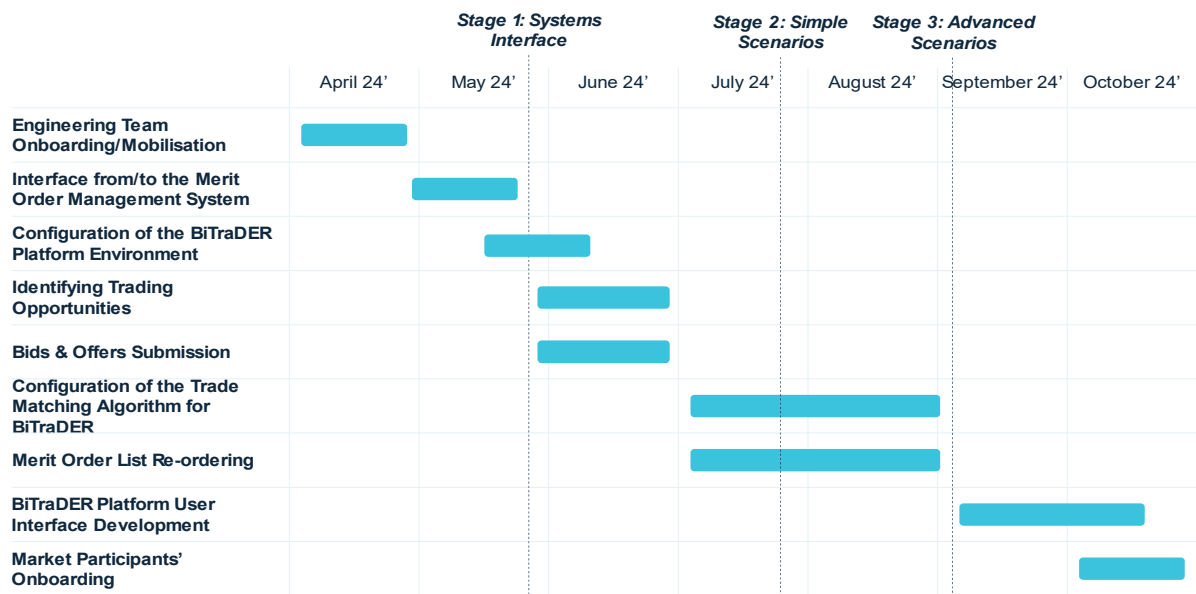 Stage 1: Systems
Interface
Stage 2: Simple
Scenarios
Stage 3: Advanced
Scenarios
April 24’
May 24’
June 24’
July 24’
August 24’
September 24’
October 24’
Engineering Team
Onboarding/Mobilisation
Interface from/to the Merit
Order Management System
Configuration of the BiTraDER
Platform Environment
Identifying Trading
Opportunities
Bids & Offers Submission
Configuration of the Trade
Matching Algorithm for
BiTraDER
Merit Order List Re-ordering
BiTraDER Platform User
Interface Development
Market Participants’
Onboarding